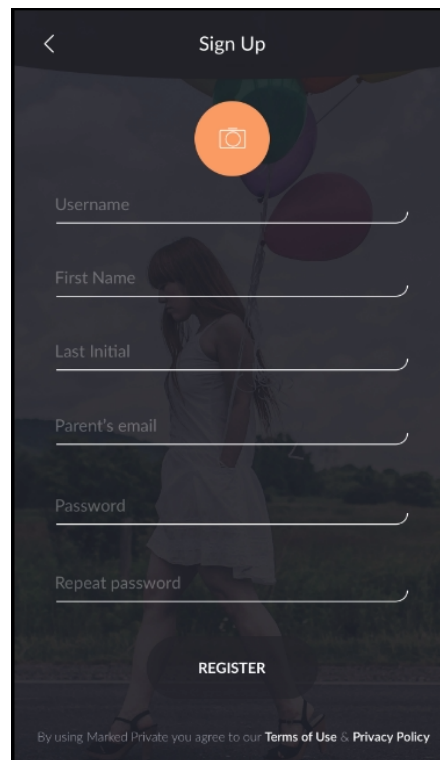 Sign Up
Username
First Name
Last Initial
Parent's email
Password
Repeat password
REGISTER
By using Marked Private you agree to our Terms of Use & Privacy Policy